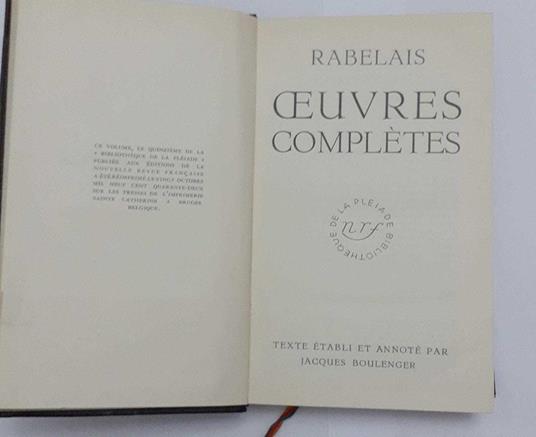 CE VOLUME, LE QUINZIÈME DE LA
« BIBLIOTHÈQUE DE LA PLÉIADE »
PUBLIÉE AUX ÉDITIONS DE LA
NOUVELLE REVUE FRANÇAISE
A ÉTÉ RÉIMPRIMÉ LE VINGT OCTOBRE
MIL NEUF CENT QUARANTE-DEUX
SUR LES PRESSES DE L'IMPRIMERIE
SAINTE CATHERINE A BRUGES
BELGIQUE.
RABELAIS
ŒUVRES
COMPLÈTES
BIBLIOTHÈQUE DE LA PLÉIADE
nrf
TEXTE ÉTABLI ET ANNOTÉ PAR
JACQUES BOULENGER